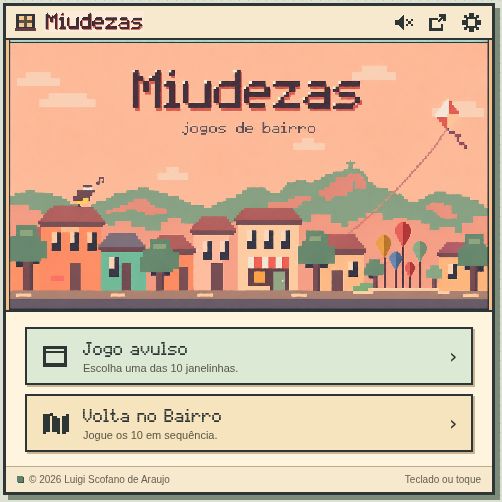 Miudezas
Miudezas
jogos de bairro
Jogo avulso
Escolha uma das 10 janelinhas.
Volta no Bairro
Jogue os 10 em sequência.
© 2026 Luigi Scofano de Araujo
Teclado ou toque